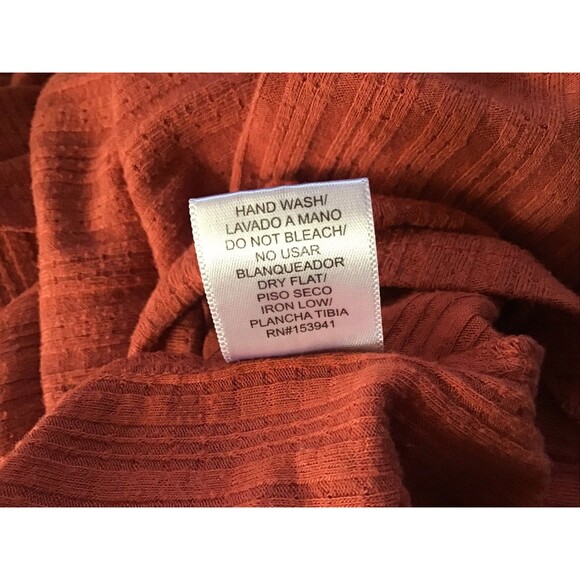 HAND WASH/
LAVADO A MANO
DO NOT BLEACH/
NO USAR
BLANQUEADOR
DRY FLAT/
PISO SECO
IRON LOW/
PLANCHA TIBIA
RN#153941